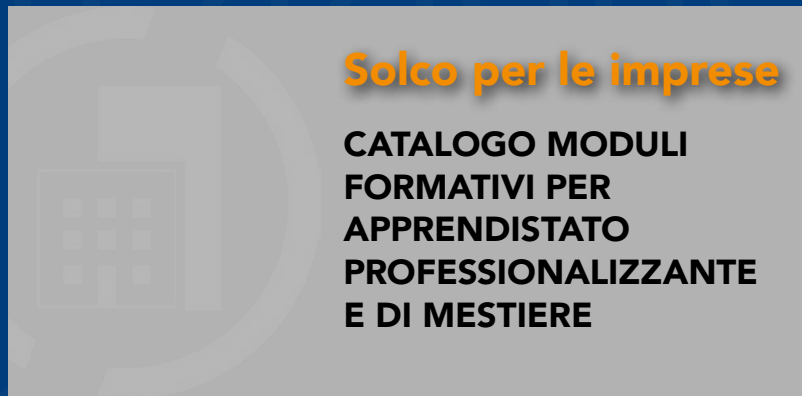 Solco per le imprese
CATALOGO MODULI
FORMATIVI PER
APPRENDISTATO
PROFESSIONALIZZANTE
E DI MESTIERE